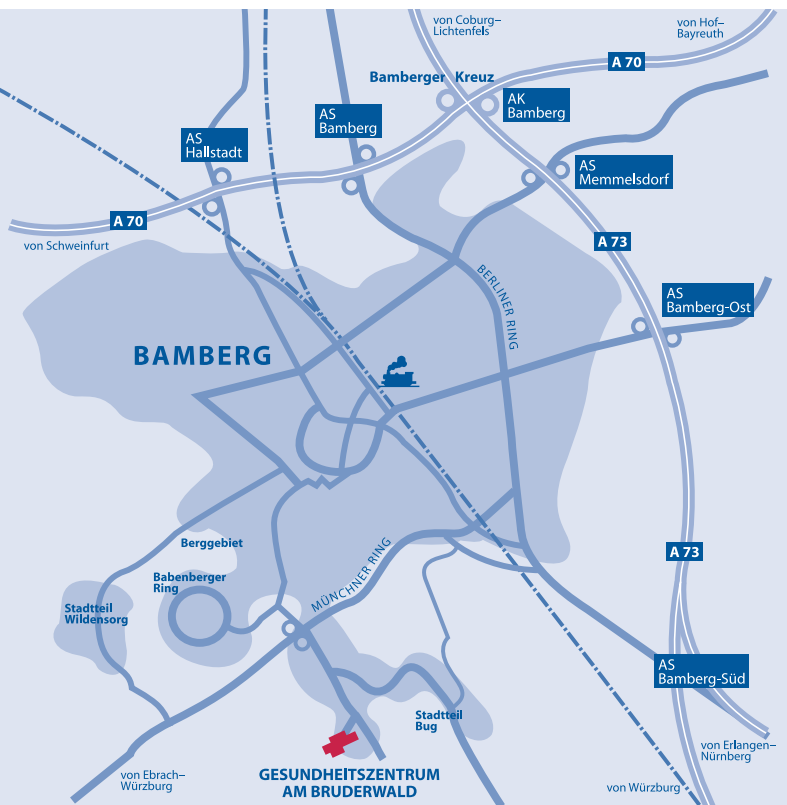 von Coburg–
Lichtenfels
von Hof–
Bayreuth
A 70
Bamberger Kreuz
AK
Bamberg
AS
Bamberg
AS
Hallstadt
AS
Memmelsdorf
A 70
von Schweinfurt
A 73
BERLINER RING
AS
Bamberg-Ost
BAMBERG
Berggebiet
MÜNCHNER RING
A 73
Babenberger
Ring
Stadtteil
Wildensorg
AS
Bamberg-Süd
Stadtteil
Bug
von Erlangen–
Nürnberg
von Ebrach–
Würzburg
GESUNDHEITSZENTRUM
AM BRUDERWALD
von Würzburg